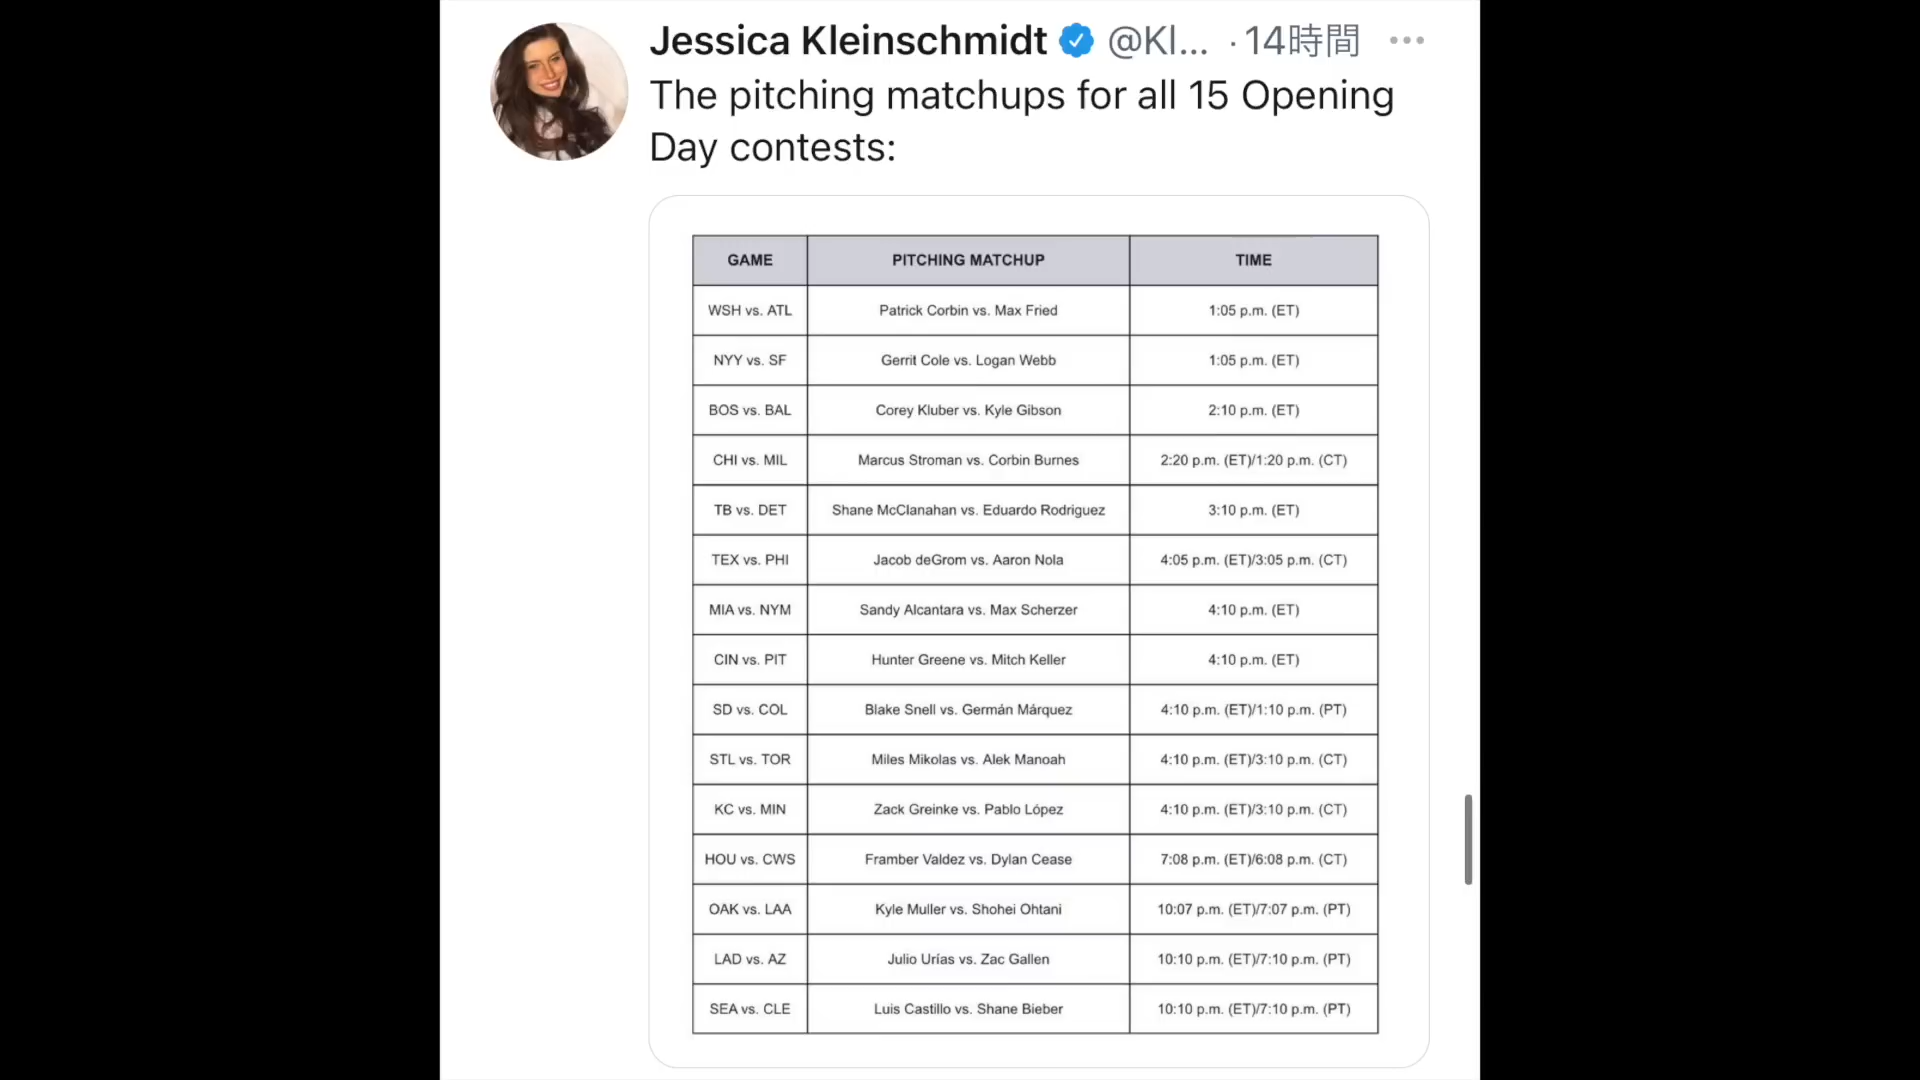 Jessica Kleinschmidt @Kl... · 14時間
The pitching matchups for all 15 Opening
Day contests:
GAME PITCHING MATCHUP TIME
WSH vs. ATL Patrick Corbin vs. Max Fried 1:05 p.m. (ET)
NYY vs. SF Gerrit Cole vs. Logan Webb 1:05 p.m. (ET)
BOS vs. BAL Corey Kluber vs. Kyle Gibson 2:10 p.m. (ET)
CHI vs. MIL Marcus Stroman vs. Corbin Burnes 2:20 p.m. (ET)/1:20 p.m. (CT)
TB vs. DET Shane McClanahan vs. Eduardo Rodriguez 3:10 p.m. (ET)
TEX vs. PHI Jacob deGrom vs. Aaron Nola 4:05 p.m. (ET)/3:05 p.m. (CT)
MIA vs. NYM Sandy Alcantara vs. Max Scherzer 4:10 p.m. (ET)
CIN vs. PIT Hunter Greene vs. Mitch Keller 4:10 p.m. (ET)
SD vs. COL Blake Snell vs. Germán Márquez 4:10 p.m. (ET)/1:10 p.m. (PT)
STL vs. TOR Miles Mikolas vs. Alek Manoah 4:10 p.m. (ET)/3:10 p.m. (CT)
KC vs. MIN Zack Greinke vs. Pablo López 4:10 p.m. (ET)/3:10 p.m. (CT)
HOU vs. CWS Framber Valdez vs. Dylan Cease 7:08 p.m. (ET)/6:08 p.m. (CT)
OAK vs. LAA Kyle Muller vs. Shohei Ohtani 10:07 p.m. (ET)/7:07 p.m. (PT)
LAD vs. AZ Julio Urías vs. Zac Gallen 10:10 p.m. (ET)/7:10 p.m. (PT)
SEA vs. CLE Luis Castillo vs. Shane Bieber 10:10 p.m. (ET)/7:10 p.m. (PT)